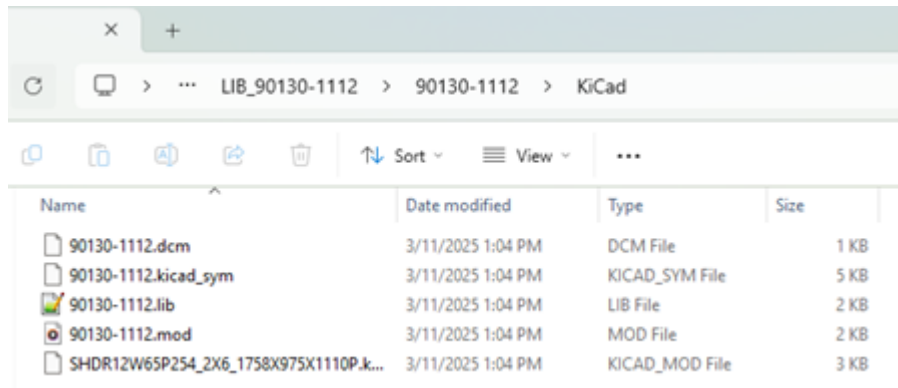 LIB_90130-1112 > 90130-1112 > KiCad
Sort View
Name Date modified Type Size
90130-1112.dcm 3/11/2025 1:04 PM DCM File 1 KB
90130-1112.kicad_sym 3/11/2025 1:04 PM KICAD_SYM File 5 KB
90130-1112.lib 3/11/2025 1:04 PM LIB File 2 KB
90130-1112.mod 3/11/2025 1:04 PM MOD File 2 KB
SHDR12W65P254_2X6_1758X975X1110P.k... 3/11/2025 1:04 PM KICAD_MOD File 3 KB